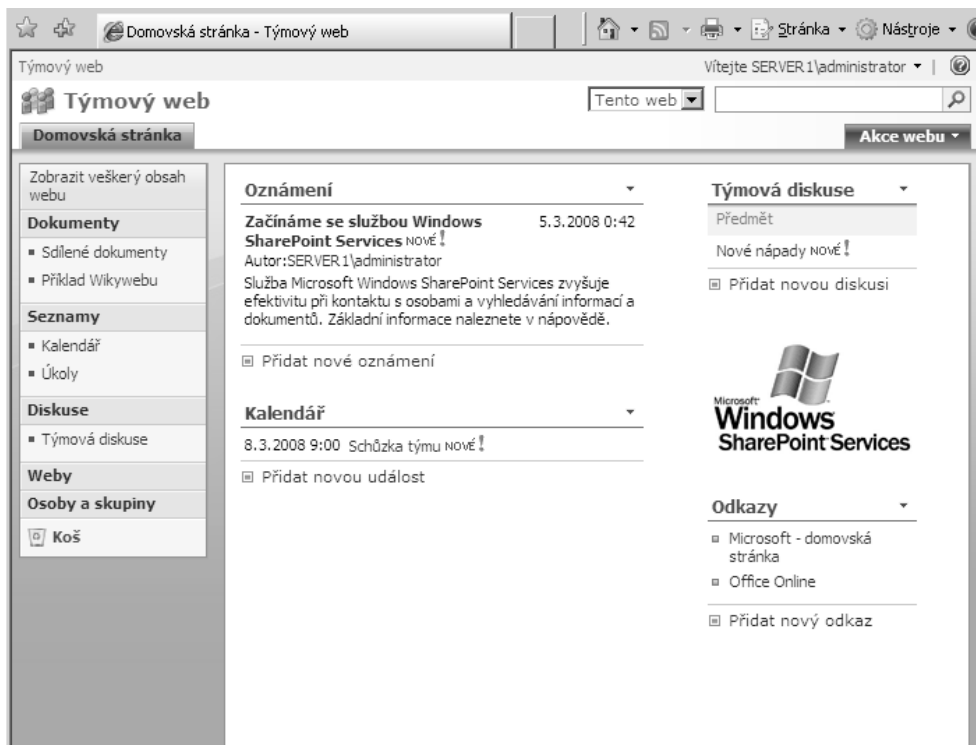 Domovská stránka - Týmový web
Stránka
Nástroje
Týmový web
Vítejte SERVER1\administrator
Týmový web
Tento web
Domovská stránka
Akce webu
Zobrazit veškerý obsah
webu
Dokumenty
Sdílené dokumenty
Příklad Wikywebu
Seznamy
Kalendář
Úkoly
Diskuse
Týmová diskuse
Weby
Osoby a skupiny
Koš
Oznámení
Začínáme se službou Windows 5.3.2008 0:42
SharePoint Services NOVÉ!
Autor:SERVER1\administrator
Služba Microsoft Windows SharePoint Services zvyšuje
efektivitu při kontaktu s osobami a vyhledávání informací a
dokumentů. Základní informace naleznete v nápovědě.
Přidat nové oznámení
Kalendář
8.3.2008 9:00 Schůzka týmu NOVÉ!
Přidat novou událost
Týmová diskuse
Předmět
Nové nápady NOVÉ!
Přidat novou diskusi
Microsoft
Windows
SharePoint Services
Odkazy
Microsoft - domovská
stránka
Office Online
Přidat nový odkaz